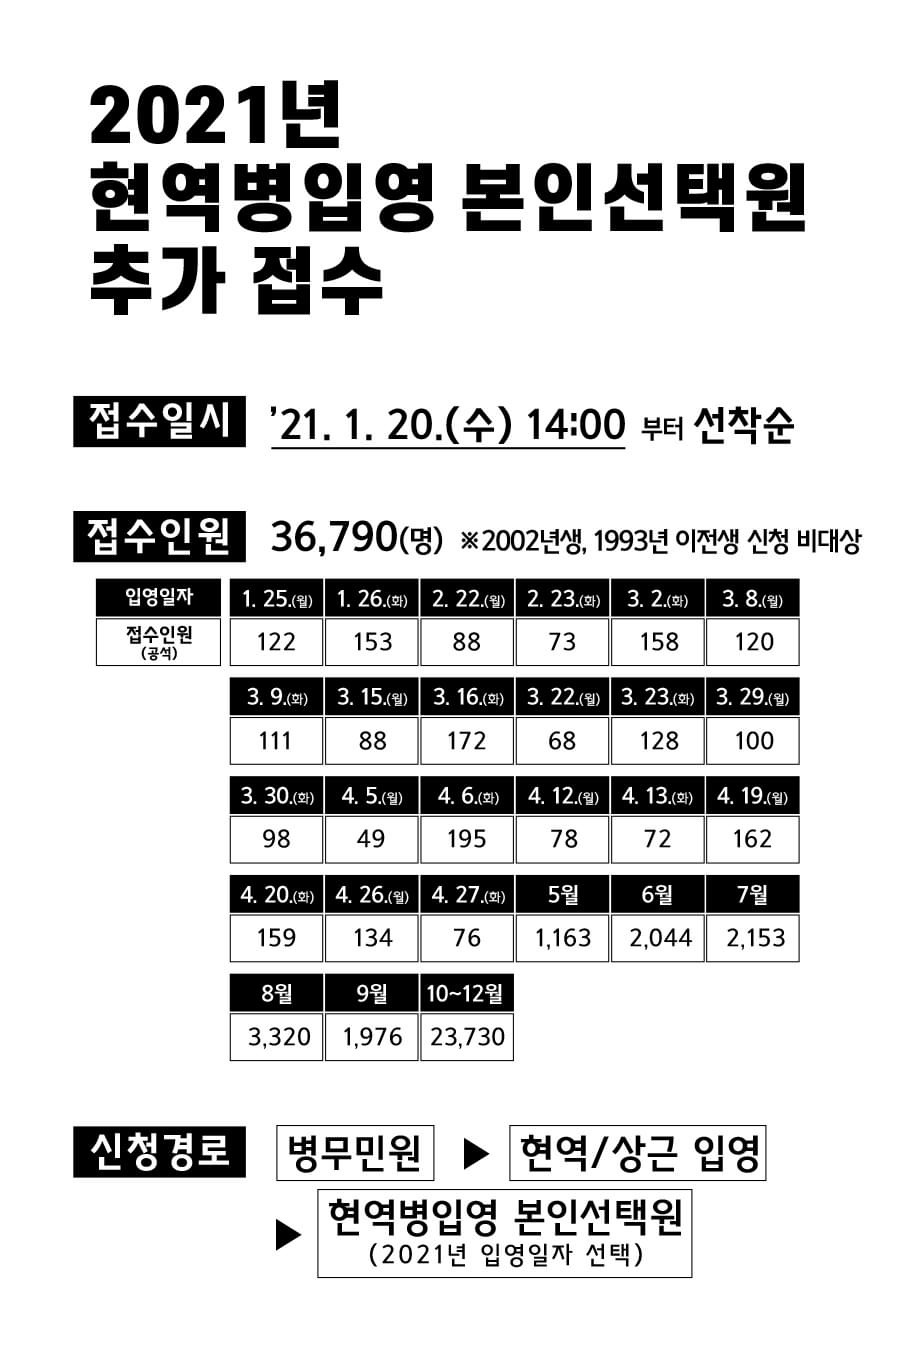 2021년
현역병입영 본인선택원
추가 접수
접수일시 '21. 1. 20.(수) 14:00 부터 선착순
접수인원 36,790(명) ※2002년생, 1993년 이전생 신청 비대상
입영일자 1. 25.(월) 1. 26.(화) 2. 22.(월) 2. 23.(화) 3. 2.(화) 3. 8.(월)
접수인원 122 153 88 73 158 120
(공석)
3. 9.(화) 3. 15.(월) 3. 16.(화) 3. 22.(월) 3. 23.(화) 3. 29.(월)
111 88 172 68 128 100
3. 30.(화) 4. 5.(월) 4. 6.(화) 4. 12.(월) 4. 13.(화) 4. 19.(월)
98 49 195 78 72 162
4. 20.(화) 4. 26.(월) 4. 27.(화) 5월 6월 7월
159 134 76 1,163 2,044 2,153
8월 9월 10~12월
3,320 1,976 23,730
신청경로 병무민원 ▶ 현역/상근 입영
▶ 현역병입영 본인선택원
(2021년 입영일자 선택)